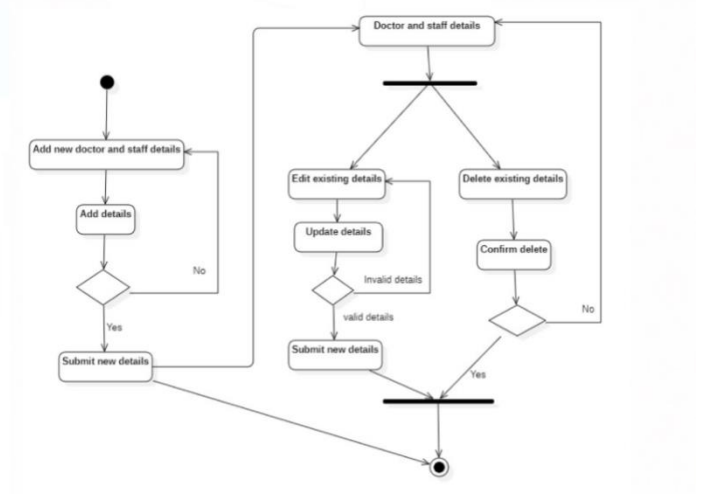 Doctor and staff details
Add new doctor and staff details
Add details
No
Yes
Submit new details
Edit existing details
Update details
Invalid details
valid details
Submit new details
Delete existing details
Confirm delete
No
Yes